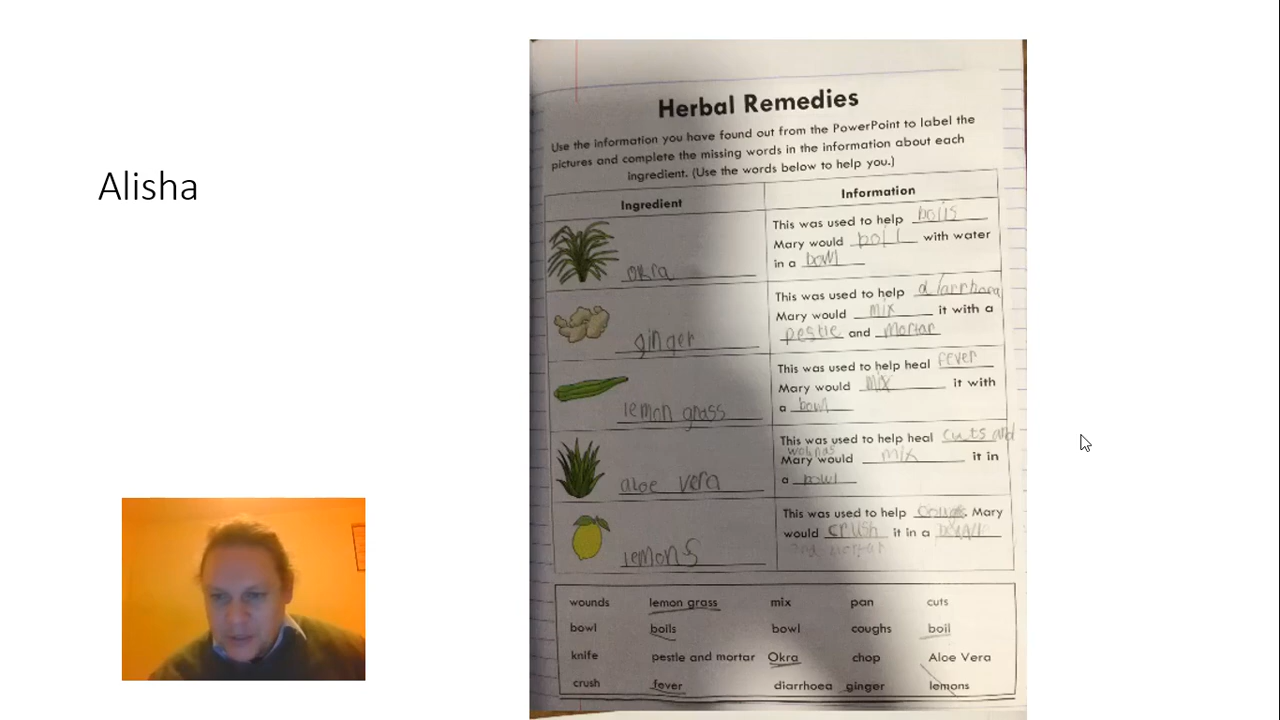 Alisha
Herbal Remedies
Use the information you have found out from the PowerPoint to label the
pictures and complete the missing words in the information about each
ingredient. (Use the words below to help you.)
Ingredient
Information
okra
This was used to help boils
Mary would boil with water
in a bowl
ginger
This was used to help diarrhoea
Mary would mix it with a
pestle and mortar
lemon grass
This was used to help heal fever
Mary would mix it with
a bowl
aloe vera
This was used to help heal cuts and
Mary would mix it in
a bowl
lemons
This was used to help Mary
would crush it in a
and mortar
wounds lemon grass mix pan cuts
bowl boils bowl coughs boil
knife pestle and mortar Okra chop Aloe Vera
crush fever diarrhoea ginger lemons